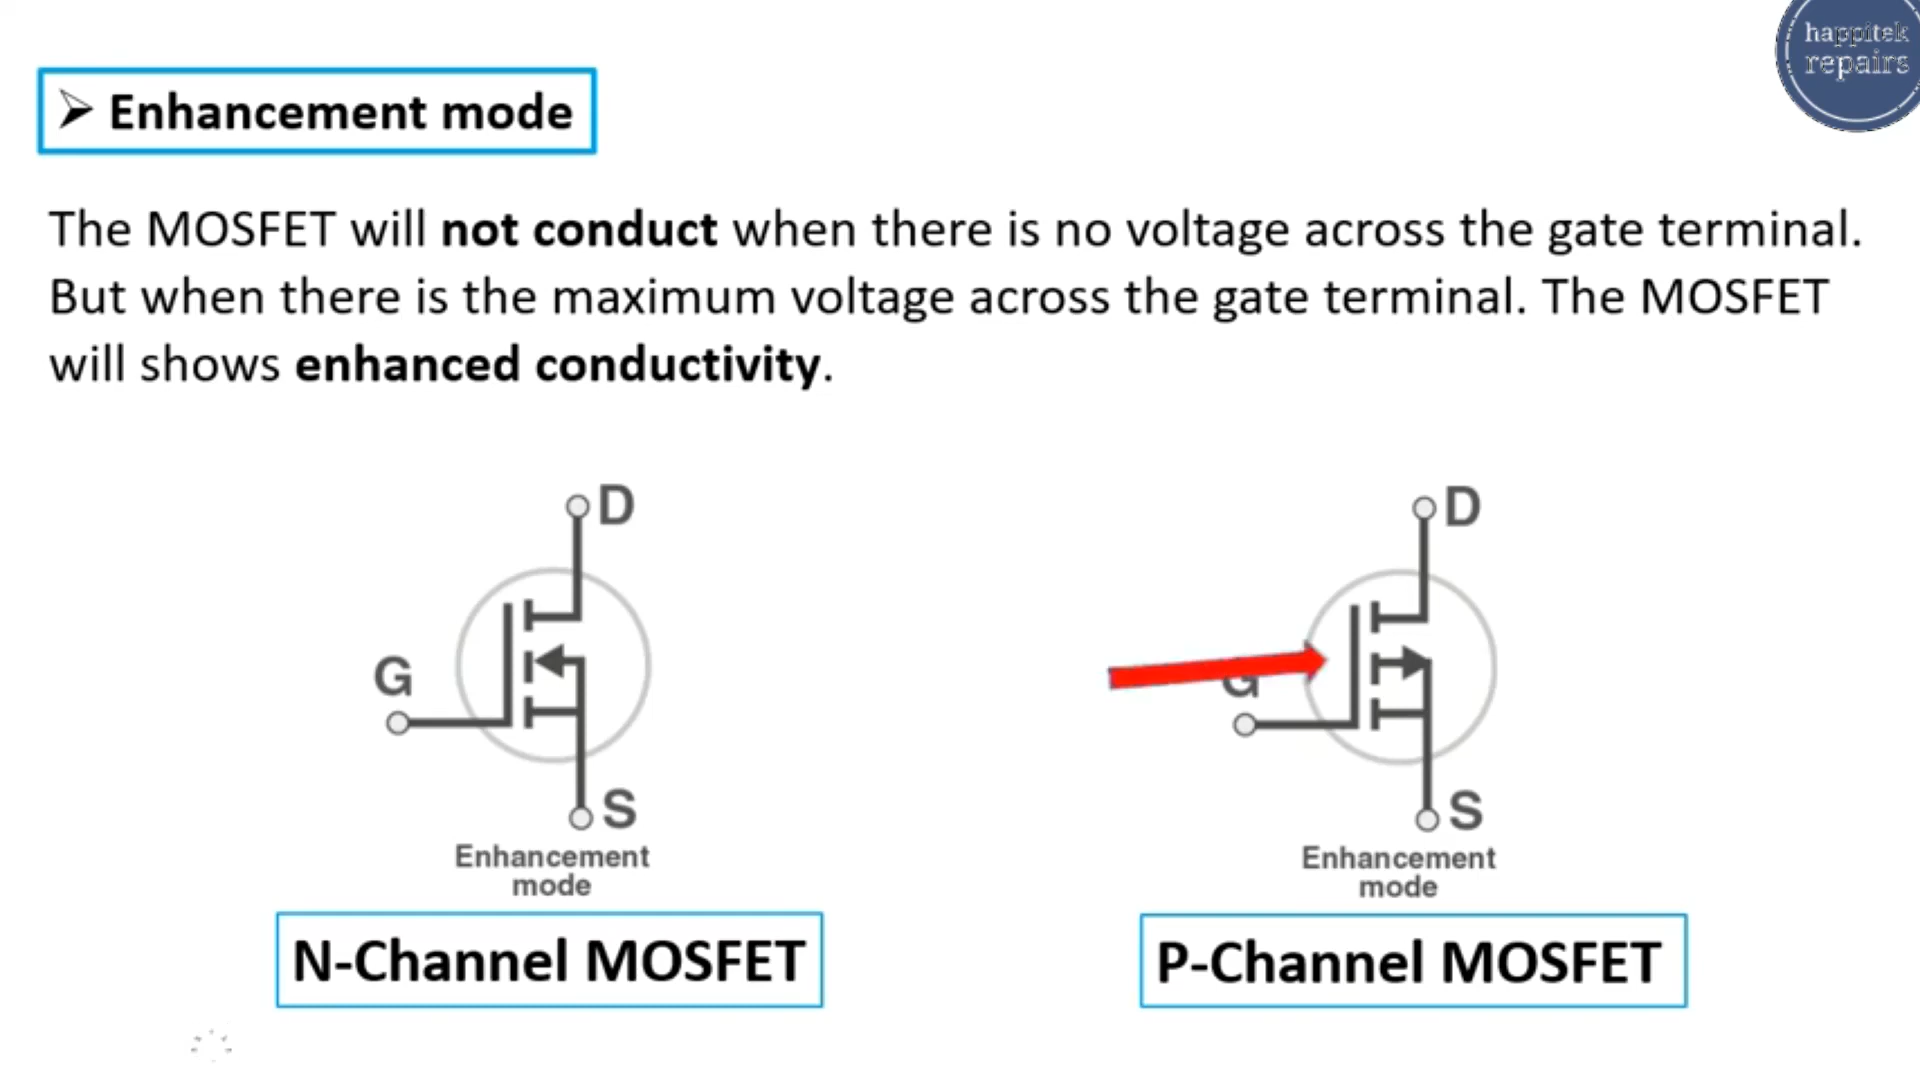 happitek
repairs
➤ Enhancement mode
The MOSFET will not conduct when there is no voltage across the gate terminal.
But when there is the maximum voltage across the gate terminal. The MOSFET
will shows enhanced conductivity.
D
G
S
Enhancement
mode
N-Channel MOSFET
D
G
S
Enhancement
mode
P-Channel MOSFET